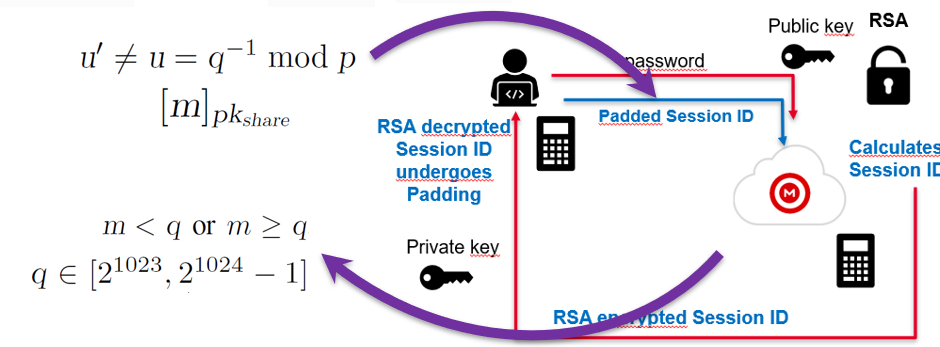 u′ ≠ u = q⁻¹ mod p
[m]pk_share
m < q or m ≥ q
q ∈ [2¹⁰²³, 2¹⁰²⁴ − 1]
Public key
RSA
password
Padded Session ID
RSA decrypted
Session ID
undergoes
Padding
Calculates
Session ID
</>
M
Private key
RSA encrypted Session ID